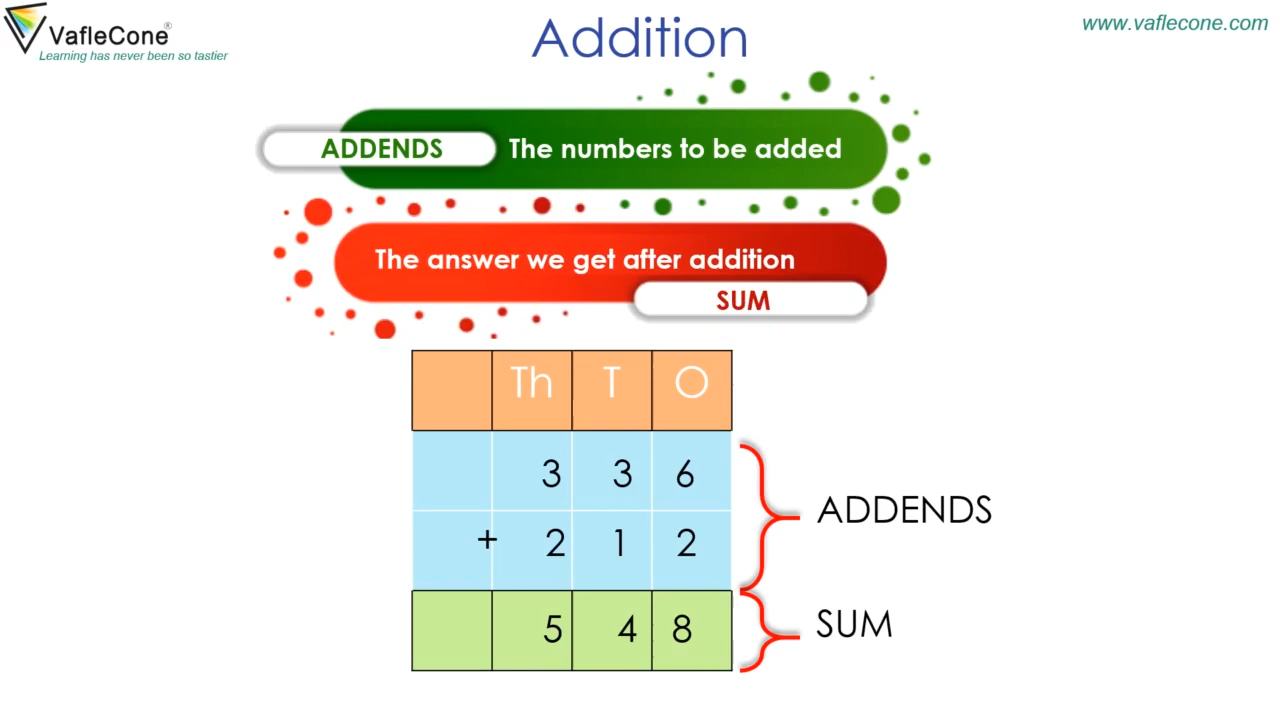 VafleCone®
Learning has never been so tastier
Addition
www.vaflecone.com
ADDENDS The numbers to be added
The answer we get after addition
SUM
Th T O
3 3 6
+ 2 1 2
ADDENDS
5 4 8
SUM